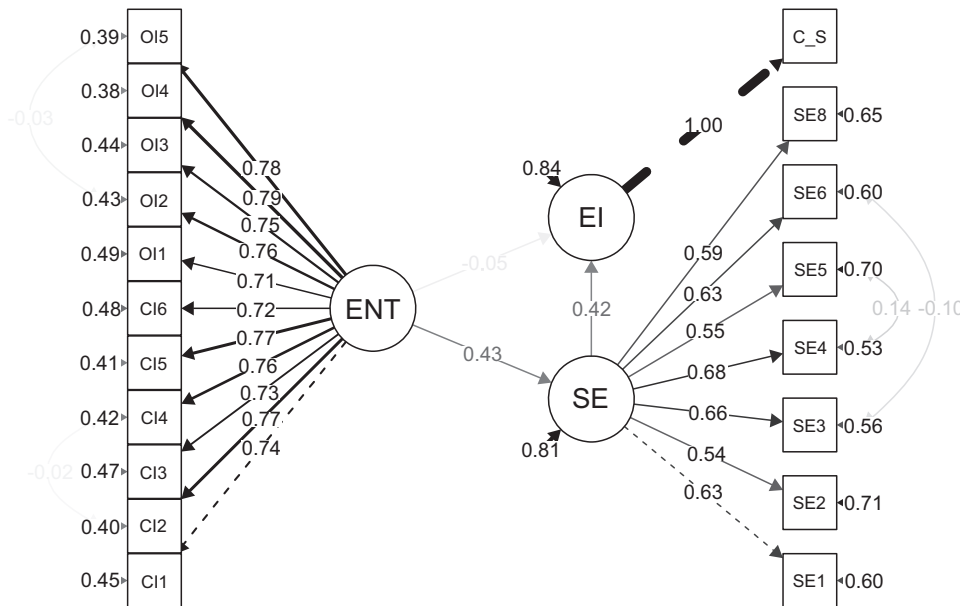 0.39 OI5
0.38 OI4
0.44 OI3
0.43 OI2
0.49 OI1
0.48 CI6
0.41 CI5
0.42 CI4
0.47 CI3
0.40 CI2
0.45 CI1
-0.03
-0.02
0.78
0.79
0.75
0.76
0.71
0.72
0.77
0.76
0.73
0.77
0.74
ENT
-0.05
0.43
0.84
EI
0.42
SE
0.81
1.00
0.59
0.63
0.55
0.68
0.66
0.54
0.63
C_S
SE8 0.65
SE6 0.60
SE5 0.70
SE4 0.53
SE3 0.56
SE2 0.71
SE1 0.60
0.14 -0.10